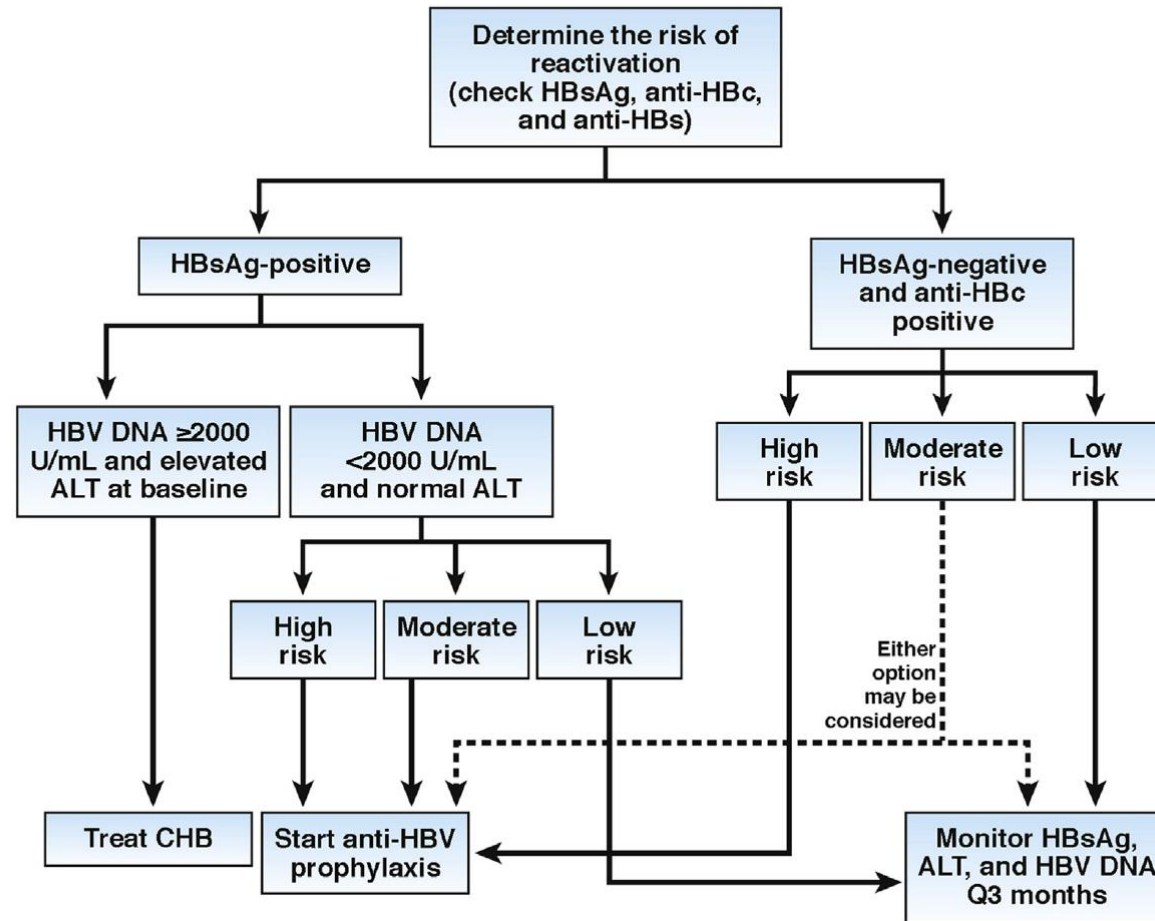 Determine the risk of
reactivation
(check HBsAg, anti-HBc,
and anti-HBs)
HBsAg-positive
HBsAg-negative
and anti-HBc
positive
HBV DNA ≥2000
U/mL and elevated
ALT at baseline
HBV DNA
<2000 U/mL
and normal ALT
High
risk
Moderate
risk
Low
risk
High
risk
Moderate
risk
Low
risk
Either
option
may be
considered
Treat CHB
Start anti-HBV
prophylaxis
Monitor HBsAg,
ALT, and HBV DNA
Q3 months